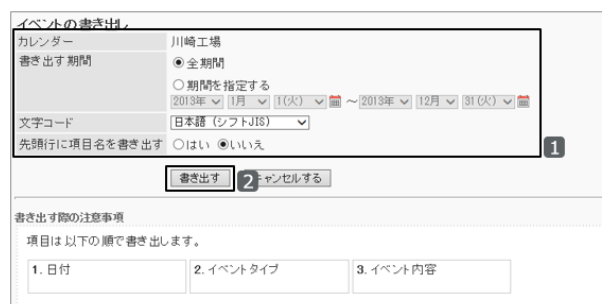 イベントの書き出し
カレンダー 川崎工場
書き出す期間 全期間
期間を指定する
2013年 1月 1(火) ~ 2013年 12月 31(火)
文字コード 日本語(シフトJIS)
先頭行に項目名を書き出す はい いいえ
1
書き出す 2 キャンセルする
書き出す際の注意事項
項目は以下の順で書き出します。
1. 日付 2. イベントタイプ 3. イベント内容